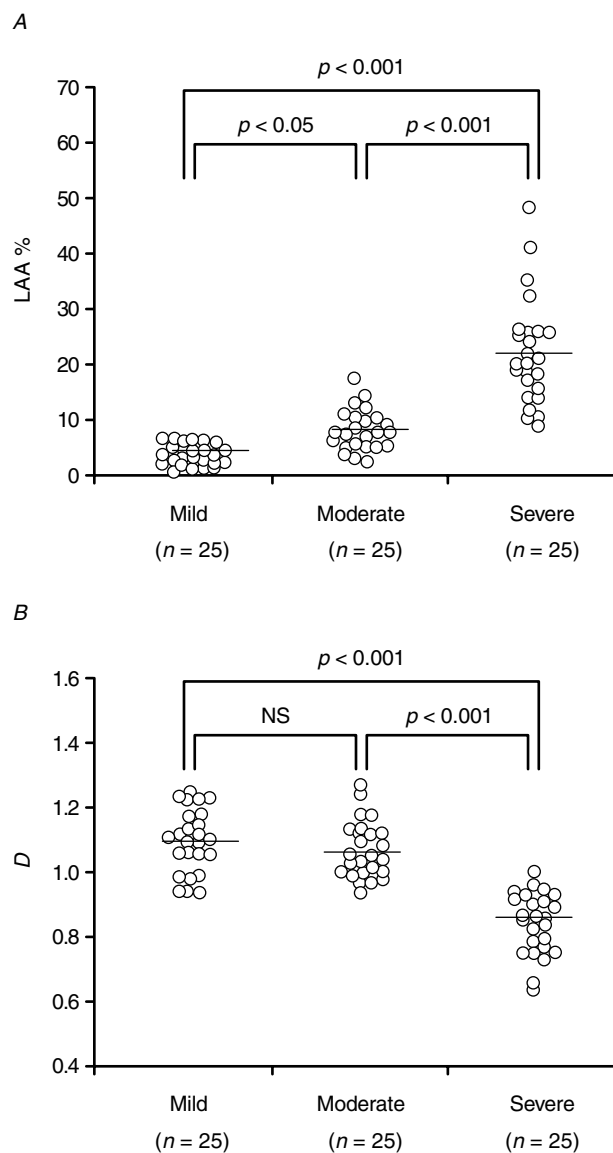 A
p < 0.001
p < 0.05 p < 0.001
70
60
50
40
30
20
10
0
LAA %
Mild Moderate Severe
(n = 25) (n = 25) (n = 25)
B
p < 0.001
NS p < 0.001
1.6
1.4
1.2
1.0
0.8
0.6
0.4
D
Mild Moderate Severe
(n = 25) (n = 25) (n = 25)